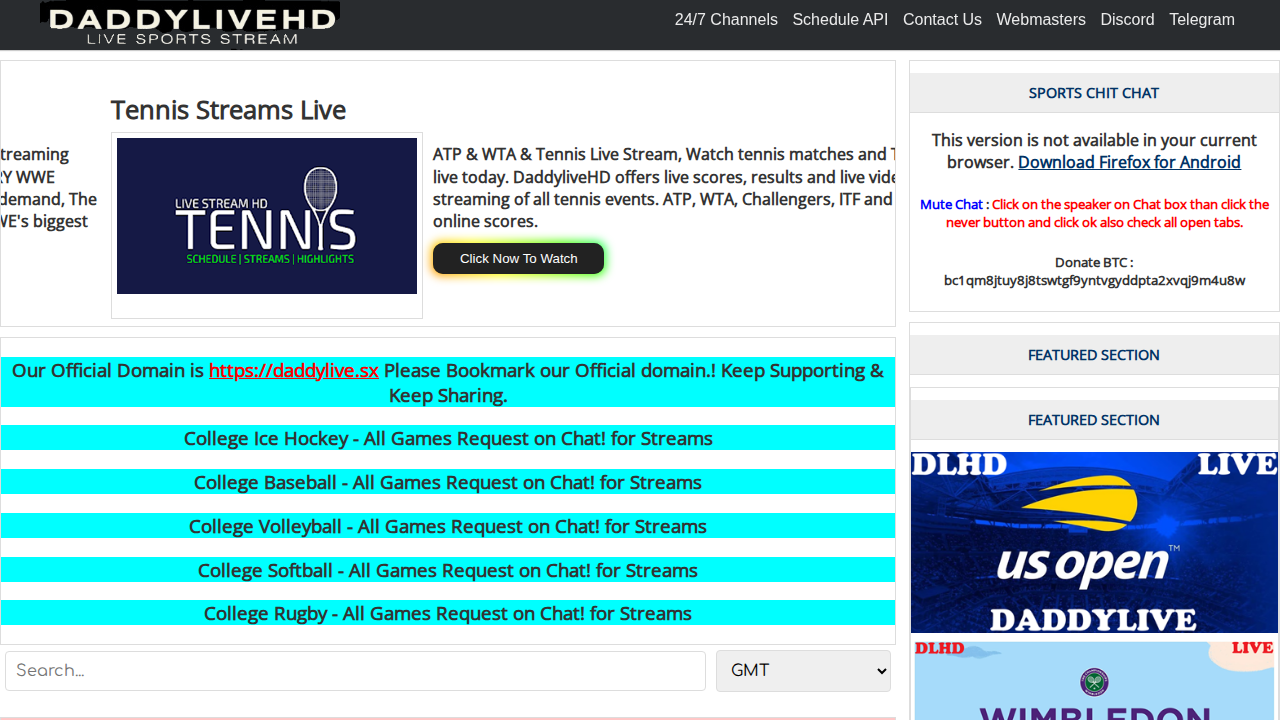 DADDYLIVEHD
LIVE SPORTS STREAM
24/7 Channels Schedule API Contact Us Webmasters Discord Telegram
Tennis Streams Live
treaming
RY WWE
demand, The
WE's biggest
LIVE STREAM HD
TENNIS
SCHEDULE | STREAMS | HIGHLIGHTS
ATP & WTA & Tennis Live Stream, Watch tennis matches and T
live today. DaddyliveHD offers live scores, results and live vide
streaming of all tennis events. ATP, WTA, Challengers, ITF and
online scores.
Click Now To Watch
Our Official Domain is https://daddylive.sx Please Bookmark our Official domain.! Keep Supporting &
Keep Sharing.
College Ice Hockey - All Games Request on Chat! for Streams
College Baseball - All Games Request on Chat! for Streams
College Volleyball - All Games Request on Chat! for Streams
College Softball - All Games Request on Chat! for Streams
College Rugby - All Games Request on Chat! for Streams
Search...
GMT
SPORTS CHIT CHAT
This version is not available in your current
browser. Download Firefox for Android
Mute Chat : Click on the speaker on Chat box than click the
never button and click ok also check all open tabs.
Donate BTC :
bc1qm8jtuy8j8tswtgf9yntvgyddpta2xvqj9m4u8w
FEATURED SECTION
FEATURED SECTION
DLHD LIVE
us open™
DADDYLIVE
DLHD LIVE
WIMBLEDON